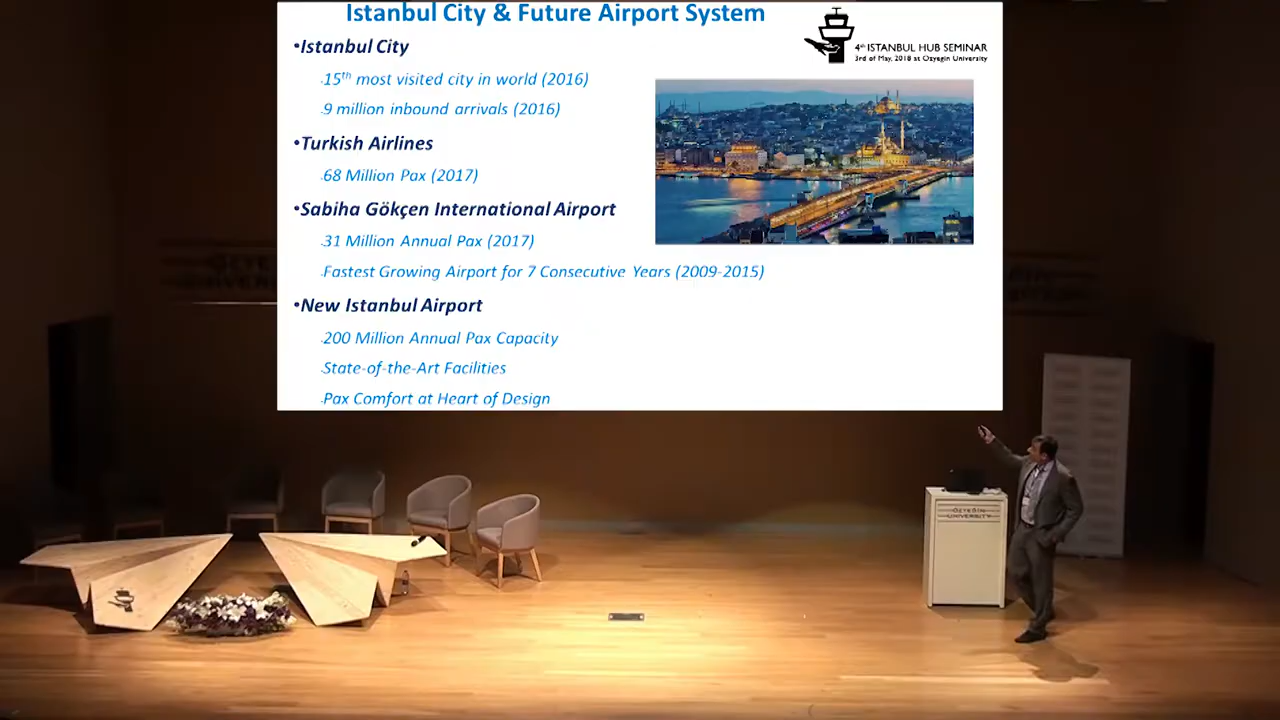 Istanbul City & Future Airport System
4th ISTANBUL HUB SEMINAR
3rd of May, 2018 at Ozyegin University
•Istanbul City
15th most visited city in world (2016)
9 million inbound arrivals (2016)
•Turkish Airlines
68 Million Pax (2017)
•Sabiha Gökçen International Airport
31 Million Annual Pax (2017)
Fastest Growing Airport for 7 Consecutive Years (2009-2015)
•New Istanbul Airport
200 Million Annual Pax Capacity
State-of-the-Art Facilities
Pax Comfort at Heart of Design
ÖZYEĞİN
UNIVERSITY